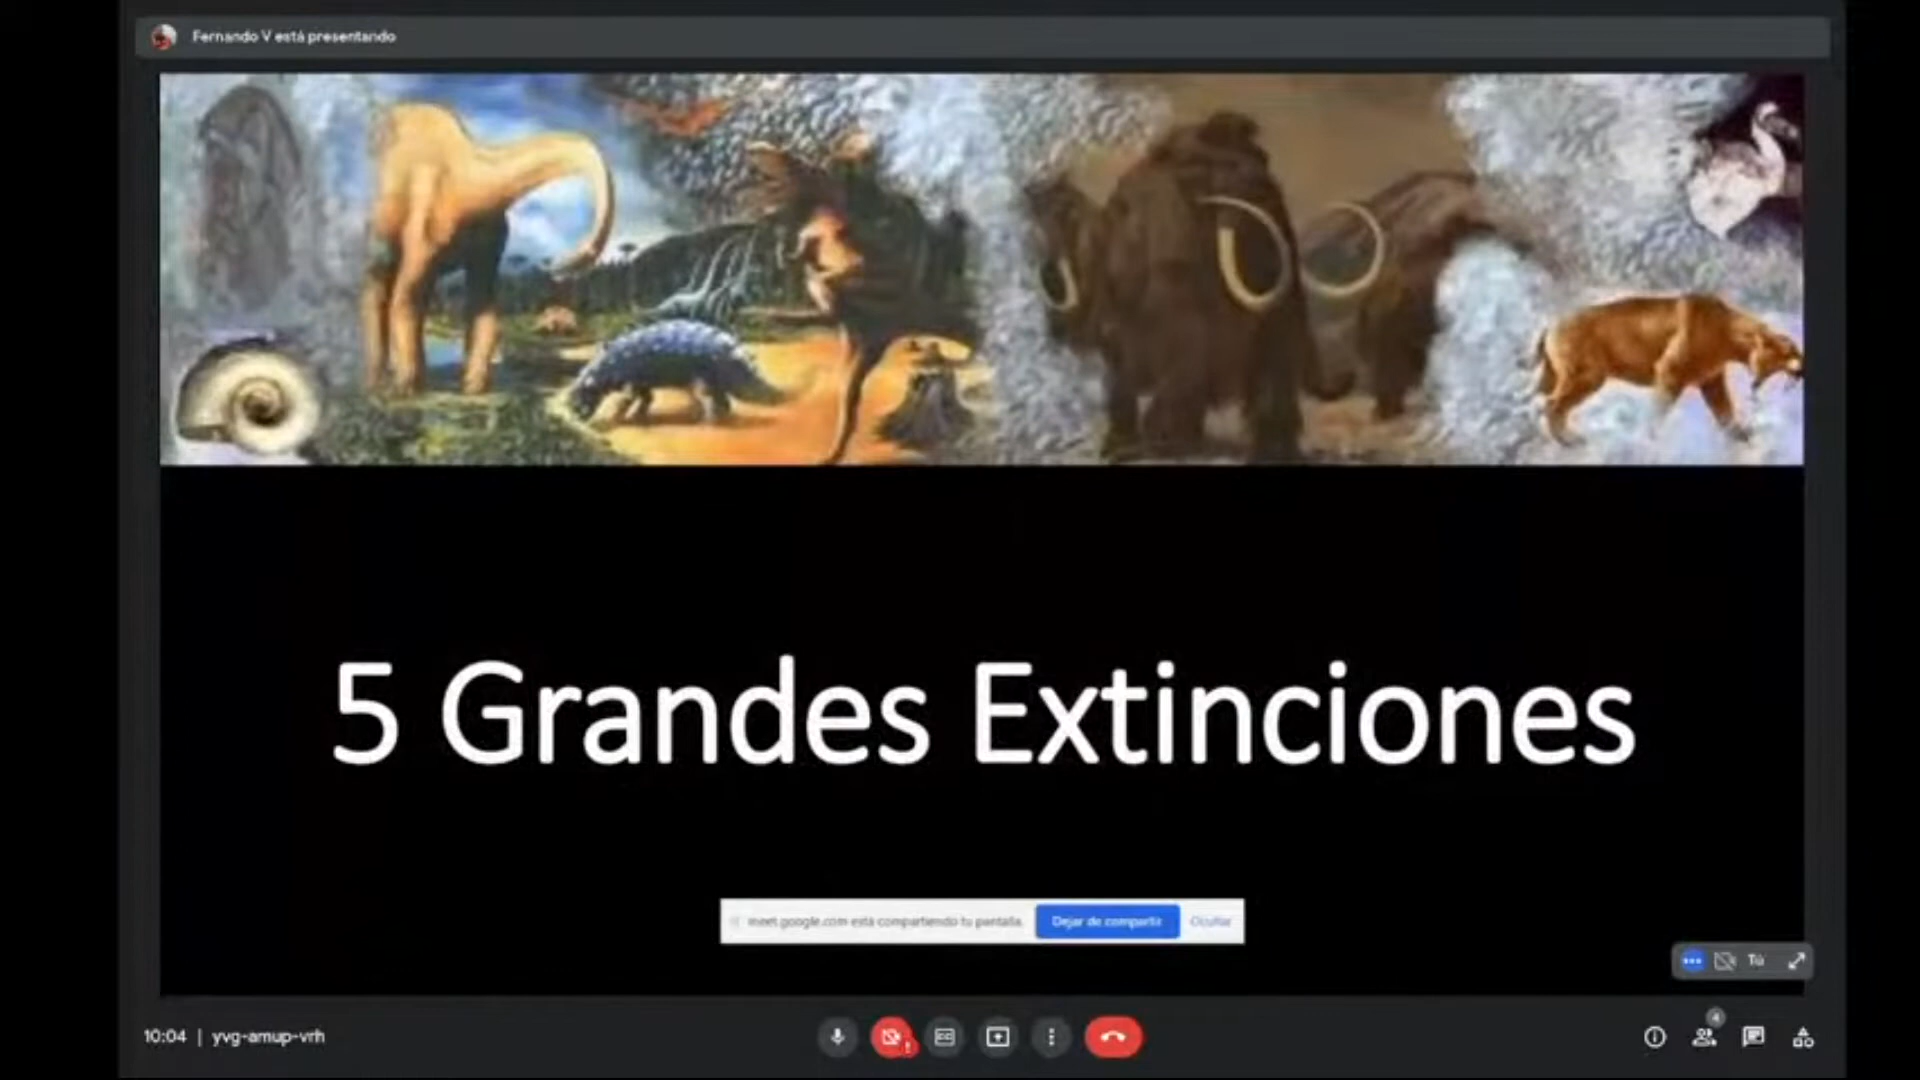 Fernando V está presentando
5 Grandes Extinciones
meet.google.com está compartiendo tu pantalla.
Dejar de compartir
Ocultar
Tú
10:04 | yvg-amup-vrh
4